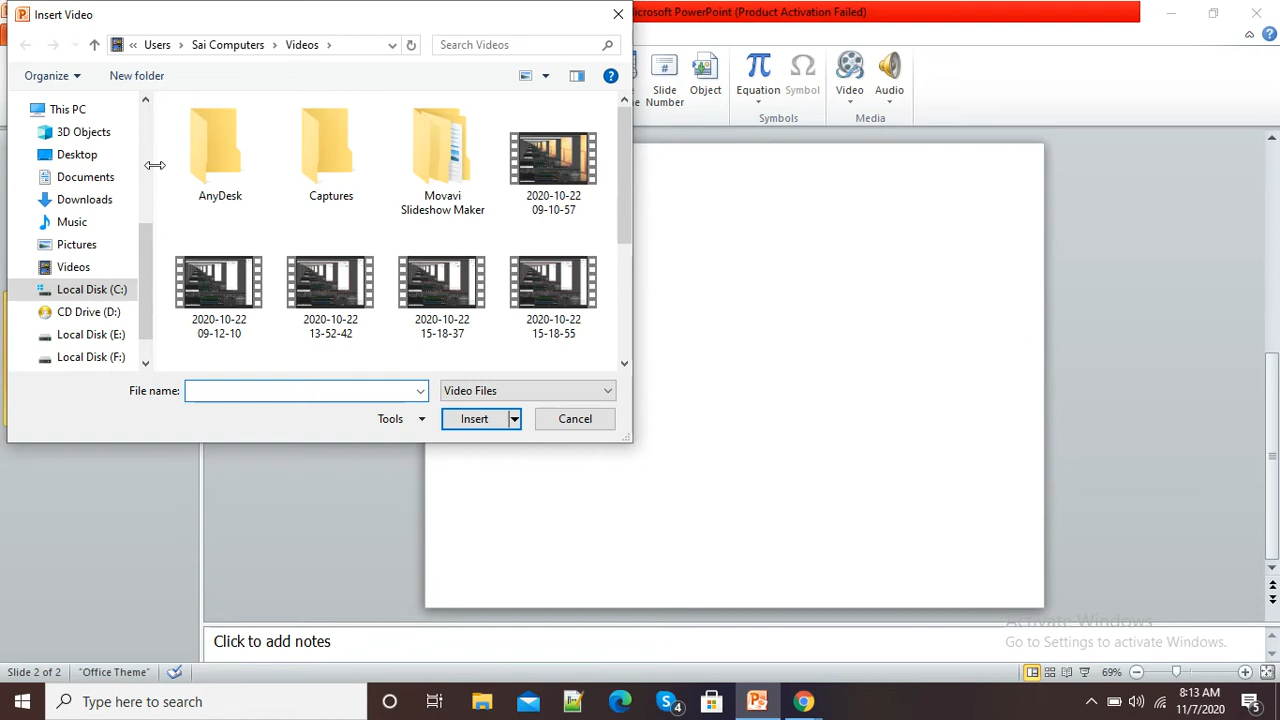 Insert Video
icrosoft PowerPoint (Product Activation Failed)
Users
Sai Computers
Videos
Search Videos
Organize
New folder
This PC
3D Objects
Desktop
Documents
Downloads
Music
Pictures
Videos
Local Disk (C:)
CD Drive (D:)
Local Disk (E:)
Local Disk (F:)
AnyDesk
Captures
Movavi
Slideshow Maker
2020-10-22
09-10-57
2020-10-22
09-12-10
2020-10-22
13-52-42
2020-10-22
15-18-37
2020-10-22
15-18-55
File name:
Video Files
Tools
Insert
Cancel
Slide
Number
Object
Equation
Symbol
Symbols
Video
Audio
Media
Click to add notes
Activate Windows
Go to Settings to activate Windows.
Slide 2 of 2
"Office Theme"
69%
Type here to search
4
8:13 AM
11/7/2020
5